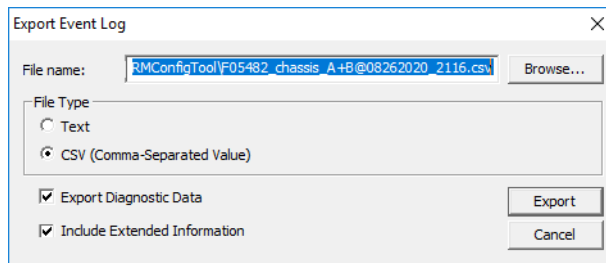 Export Event Log
File name: RMConfigTool\F05482_chassis_A+B@08262020_2116.csv Browse...
File Type
Text
CSV (Comma-Separated Value)
Export Diagnostic Data Export
Include Extended Information Cancel